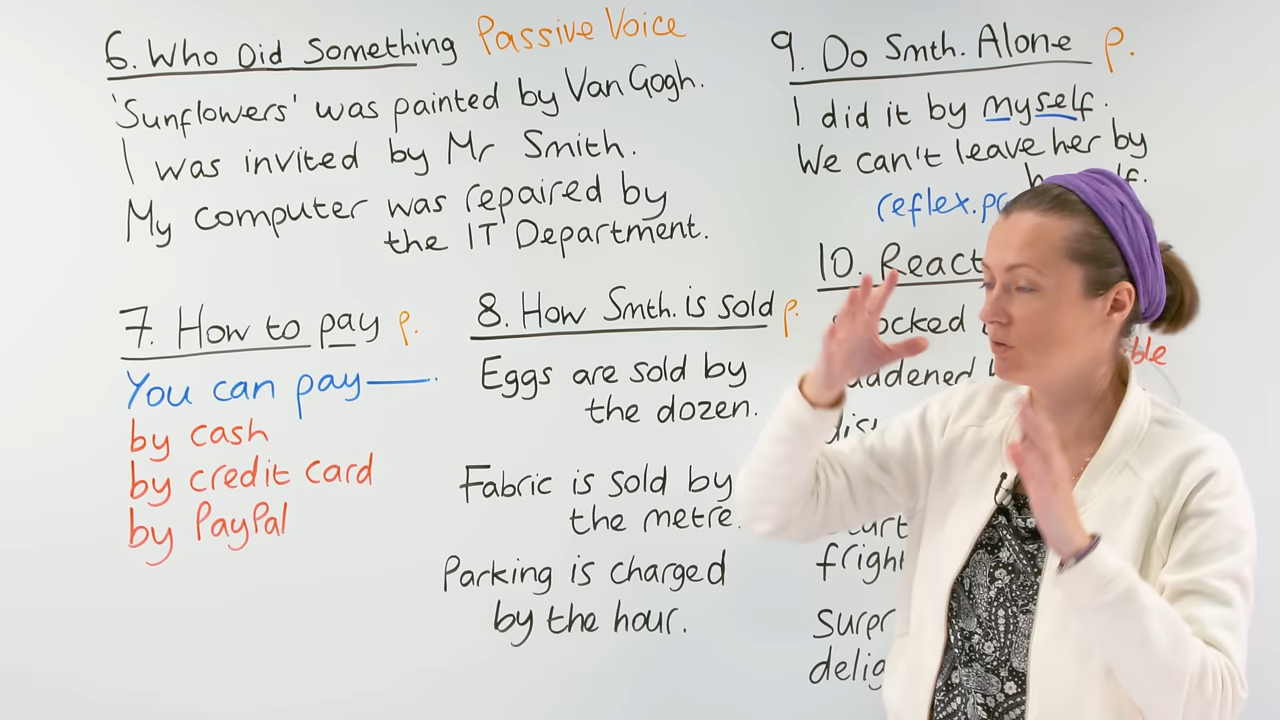 6. Who Did Something Passive Voice
'Sunflowers' was painted by Van Gogh.
I was invited by Mr Smith.
My computer was repaired by
the IT Department.
7. How to pay p.
You can pay
by cash
by credit card
by PayPal
8. How Smth. is sold p.
Eggs are sold by
the dozen.
Fabric is sold by
the metre.
Parking is charged
by the hour.
9. Do Smth. Alone p.
I did it by myself.
We can't leave her by
reflex.
10. React